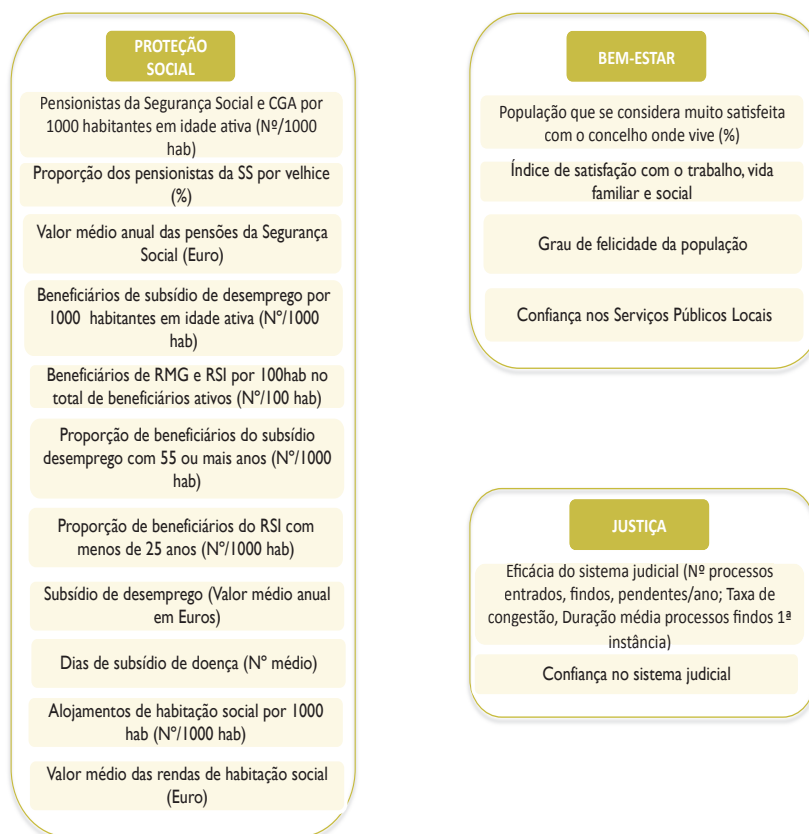 PROTEÇÃO
SOCIAL
Pensionistas da Segurança Social e CGA por
1000 habitantes em idade ativa (Nº/1000
hab)
Proporção dos pensionistas da SS por velhice
(%)
Valor médio anual das pensões da Segurança
Social (Euro)
Beneficiários de subsídio de desemprego por
1000 habitantes em idade ativa (N°/1000
hab)
Beneficiários de RMG e RSI por 100hab no
total de beneficiários ativos (N°/100 hab)
Proporção de beneficiários do subsídio
desemprego com 55 ou mais anos (N°/1000
hab)
Proporção de beneficiários do RSI com
menos de 25 anos (N°/1000 hab)
Subsídio de desemprego (Valor médio anual
em Euros)
Dias de subsídio de doença (N° médio)
Alojamentos de habitação social por 1000
hab (N°/1000 hab)
Valor médio das rendas de habitação social
(Euro)
BEM-ESTAR
População que se considera muito satisfeita
com o concelho onde vive (%)
Índice de satisfação com o trabalho, vida
familiar e social
Grau de felicidade da população
Confiança nos Serviços Públicos Locais
JUSTIÇA
Eficácia do sistema judicial (Nº processos
entrados, findos, pendentes/ano; Taxa de
congestão, Duração média processos findos 1ª
instância)
Confiança no sistema judicial